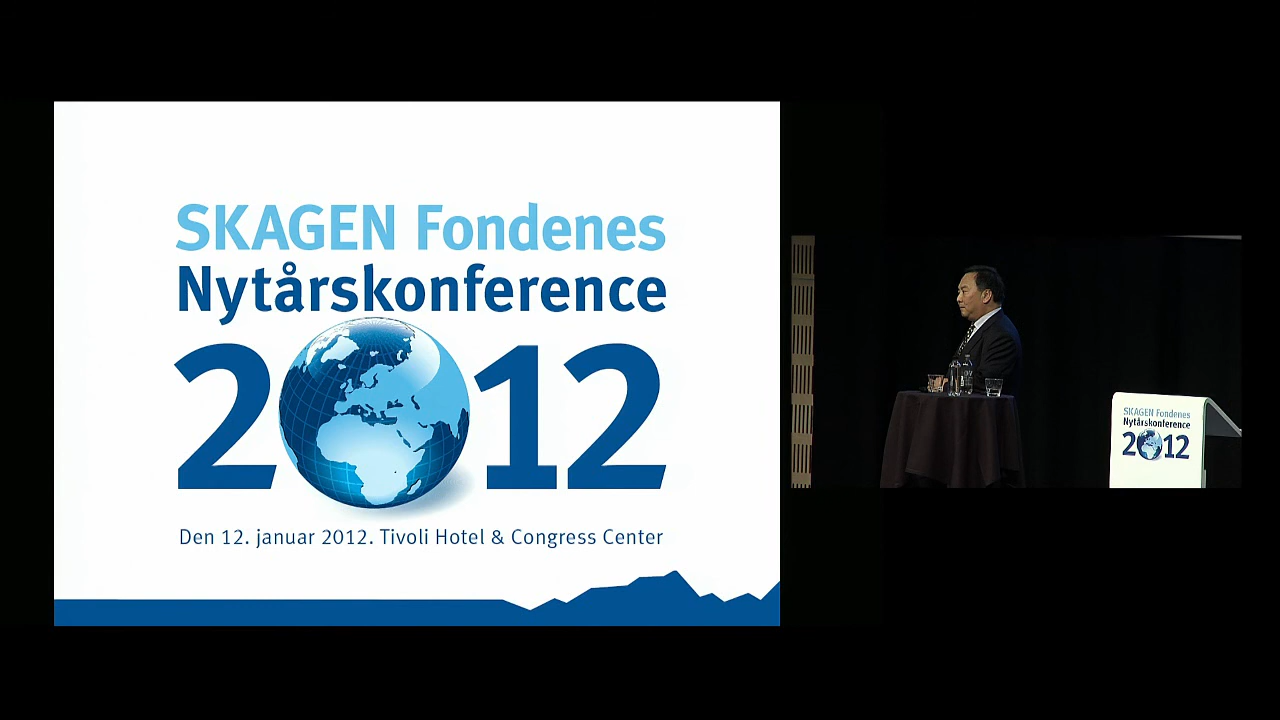 SKAGEN Fondenes
Nytårskonference
2012
Den 12. januar 2012. Tivoli Hotel & Congress Center
SKAGEN Fondenes
Nytårskonference
2012